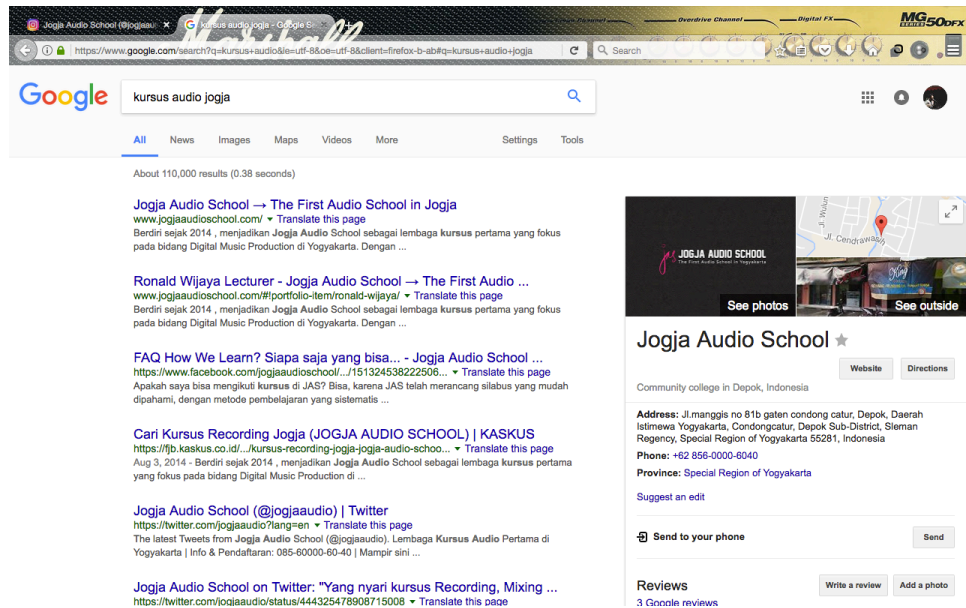 Jogja Audio School (@jogjaau
kursus audio jogja - Google Se
Marshall
Overdrive Channel
Digital FX
MG
SERIES 50DFX
https://www.google.com/search?q=kursus+audio&ie=utf-8&oe=utf-8&client=firefox-b-ab#q=kursus+audio+jogja
Search
Google
kursus audio jogja
All News Images Maps Videos More Settings Tools
About 110,000 results (0.38 seconds)
Jogja Audio School → The First Audio School in Jogja
www.jogjaaudioschool.com/ ▾ Translate this page
Berdiri sejak 2014 , menjadikan Jogja Audio School sebagai lembaga kursus pertama yang fokus
pada bidang Digital Music Production di Yogyakarta. Dengan ...
Ronald Wijaya Lecturer - Jogja Audio School → The First Audio ...
www.jogjaaudioschool.com/#!portfolio-item/ronald-wijaya/ ▾ Translate this page
Berdiri sejak 2014 , menjadikan Jogja Audio School sebagai lembaga kursus pertama yang fokus
pada bidang Digital Music Production di Yogyakarta. Dengan ...
FAQ How We Learn? Siapa saja yang bisa... - Jogja Audio School ...
https://www.facebook.com/jogjaaudioschool/.../151324538222506... ▾ Translate this page
Apakah saya bisa mengikuti kursus di JAS? Bisa, karena JAS telah merancang silabus yang mudah
dipahami, dengan metode pembelajaran yang sistematis ...
Cari Kursus Recording Jogja (JOGJA AUDIO SCHOOL) | KASKUS
https://fjb.kaskus.co.id/.../kursus-recording-jogja-jogja-audio-schoo... ▾ Translate this page
Aug 3, 2014 - Berdiri sejak 2014 , menjadikan Jogja Audio School sebagai lembaga kursus pertama
yang fokus pada bidang Digital Music Production di ...
Jogja Audio School (@jogjaaudio) | Twitter
https://twitter.com/jogjaaudio?lang=en ▾ Translate this page
The latest Tweets from Jogja Audio School (@jogjaaudio). Lembaga Kursus Audio Pertama di
Yogyakarta | Info & Pendaftaran: 085-60000-60-40 | Mampir sini ...
Jogja Audio School on Twitter: "Yang nyari kursus Recording, Mixing ...
https://twitter.com/jogjaaudio/status/444325478908715008 ▾ Translate this page
jas JOGJA AUDIO SCHOOL
The First Audio School in Yogyakarta
See photos
Jl. Wulun
Jl. Cendrawasih
King
See outside
Jogja Audio School
Website Directions
Community college in Depok, Indonesia
Address: Jl.manggis no 81b gaten condong catur, Depok, Daerah
Istimewa Yogyakarta, Condongcatur, Depok Sub-District, Sleman
Regency, Special Region of Yogyakarta 55281, Indonesia
Phone: +62 856-0000-6040
Province: Special Region of Yogyakarta
Suggest an edit
Send to your phone Send
Reviews Write a review Add a photo
3 Google reviews